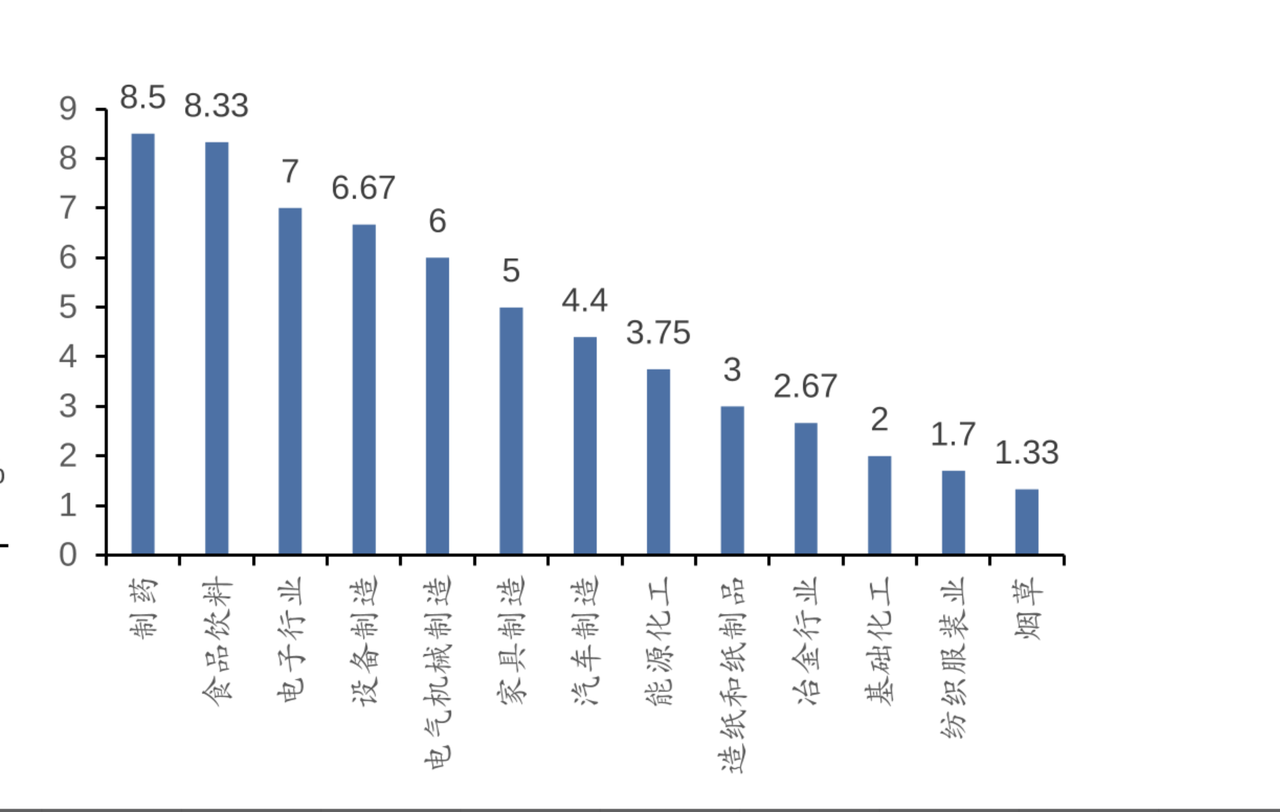 9
8
7
6
5
4
3
2
1
0
8.5
8.33
7
6.67
6
5
4.4
3.75
3
2.67
2
1.7
1.33
制药
食品饮料
电子行业
设备制造
电气机械制造
家具制造
汽车制造
能源化工
造纸和纸制品
冶金行业
基础化工
纺织服装业
烟草